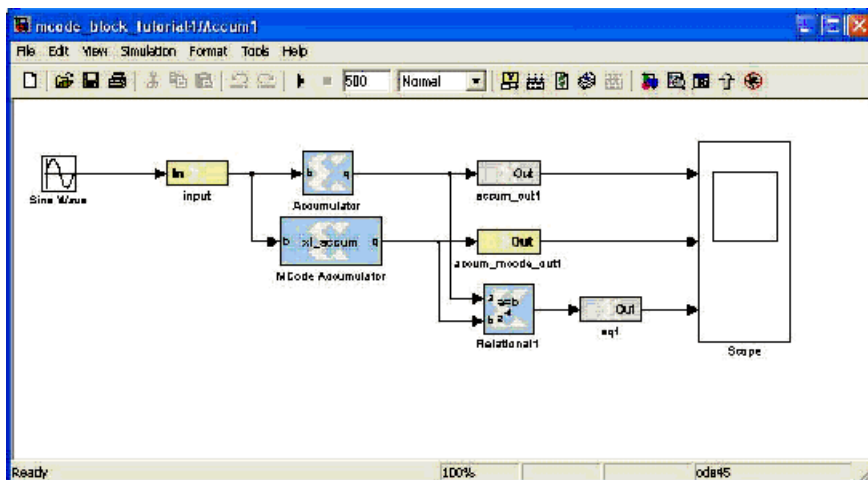 mcode_block_tutorial4/Accum1
File Edit View Simulation Format Tools Help
500 Normal
Sine Wave
In
input
b q
Accumulator
b xl_accum q
MCode Accumulator
Out
accum_out1
Out
accum_mcode_out1
a
a=b
b
Relational1
Out
eq1
Scope
Ready 100% ode45